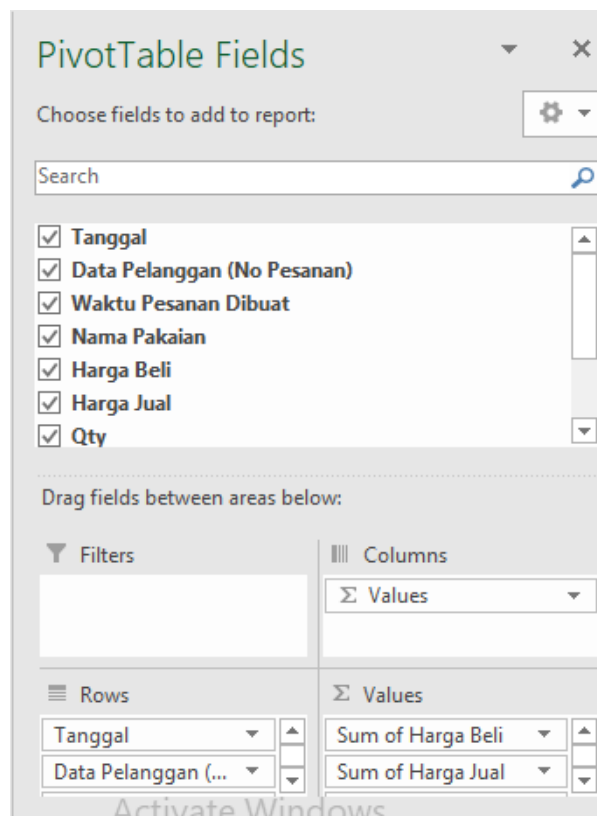 PivotTable Fields
Choose fields to add to report:
Search
Tanggal
Data Pelanggan (No Pesanan)
Waktu Pesanan Dibuat
Nama Pakaian
Harga Beli
Harga Jual
Qty
Drag fields between areas below:
Filters
Columns
Σ Values
Rows
Σ Values
Tanggal
Sum of Harga Beli
Data Pelanggan (...
Sum of Harga Jual
Activate Windows